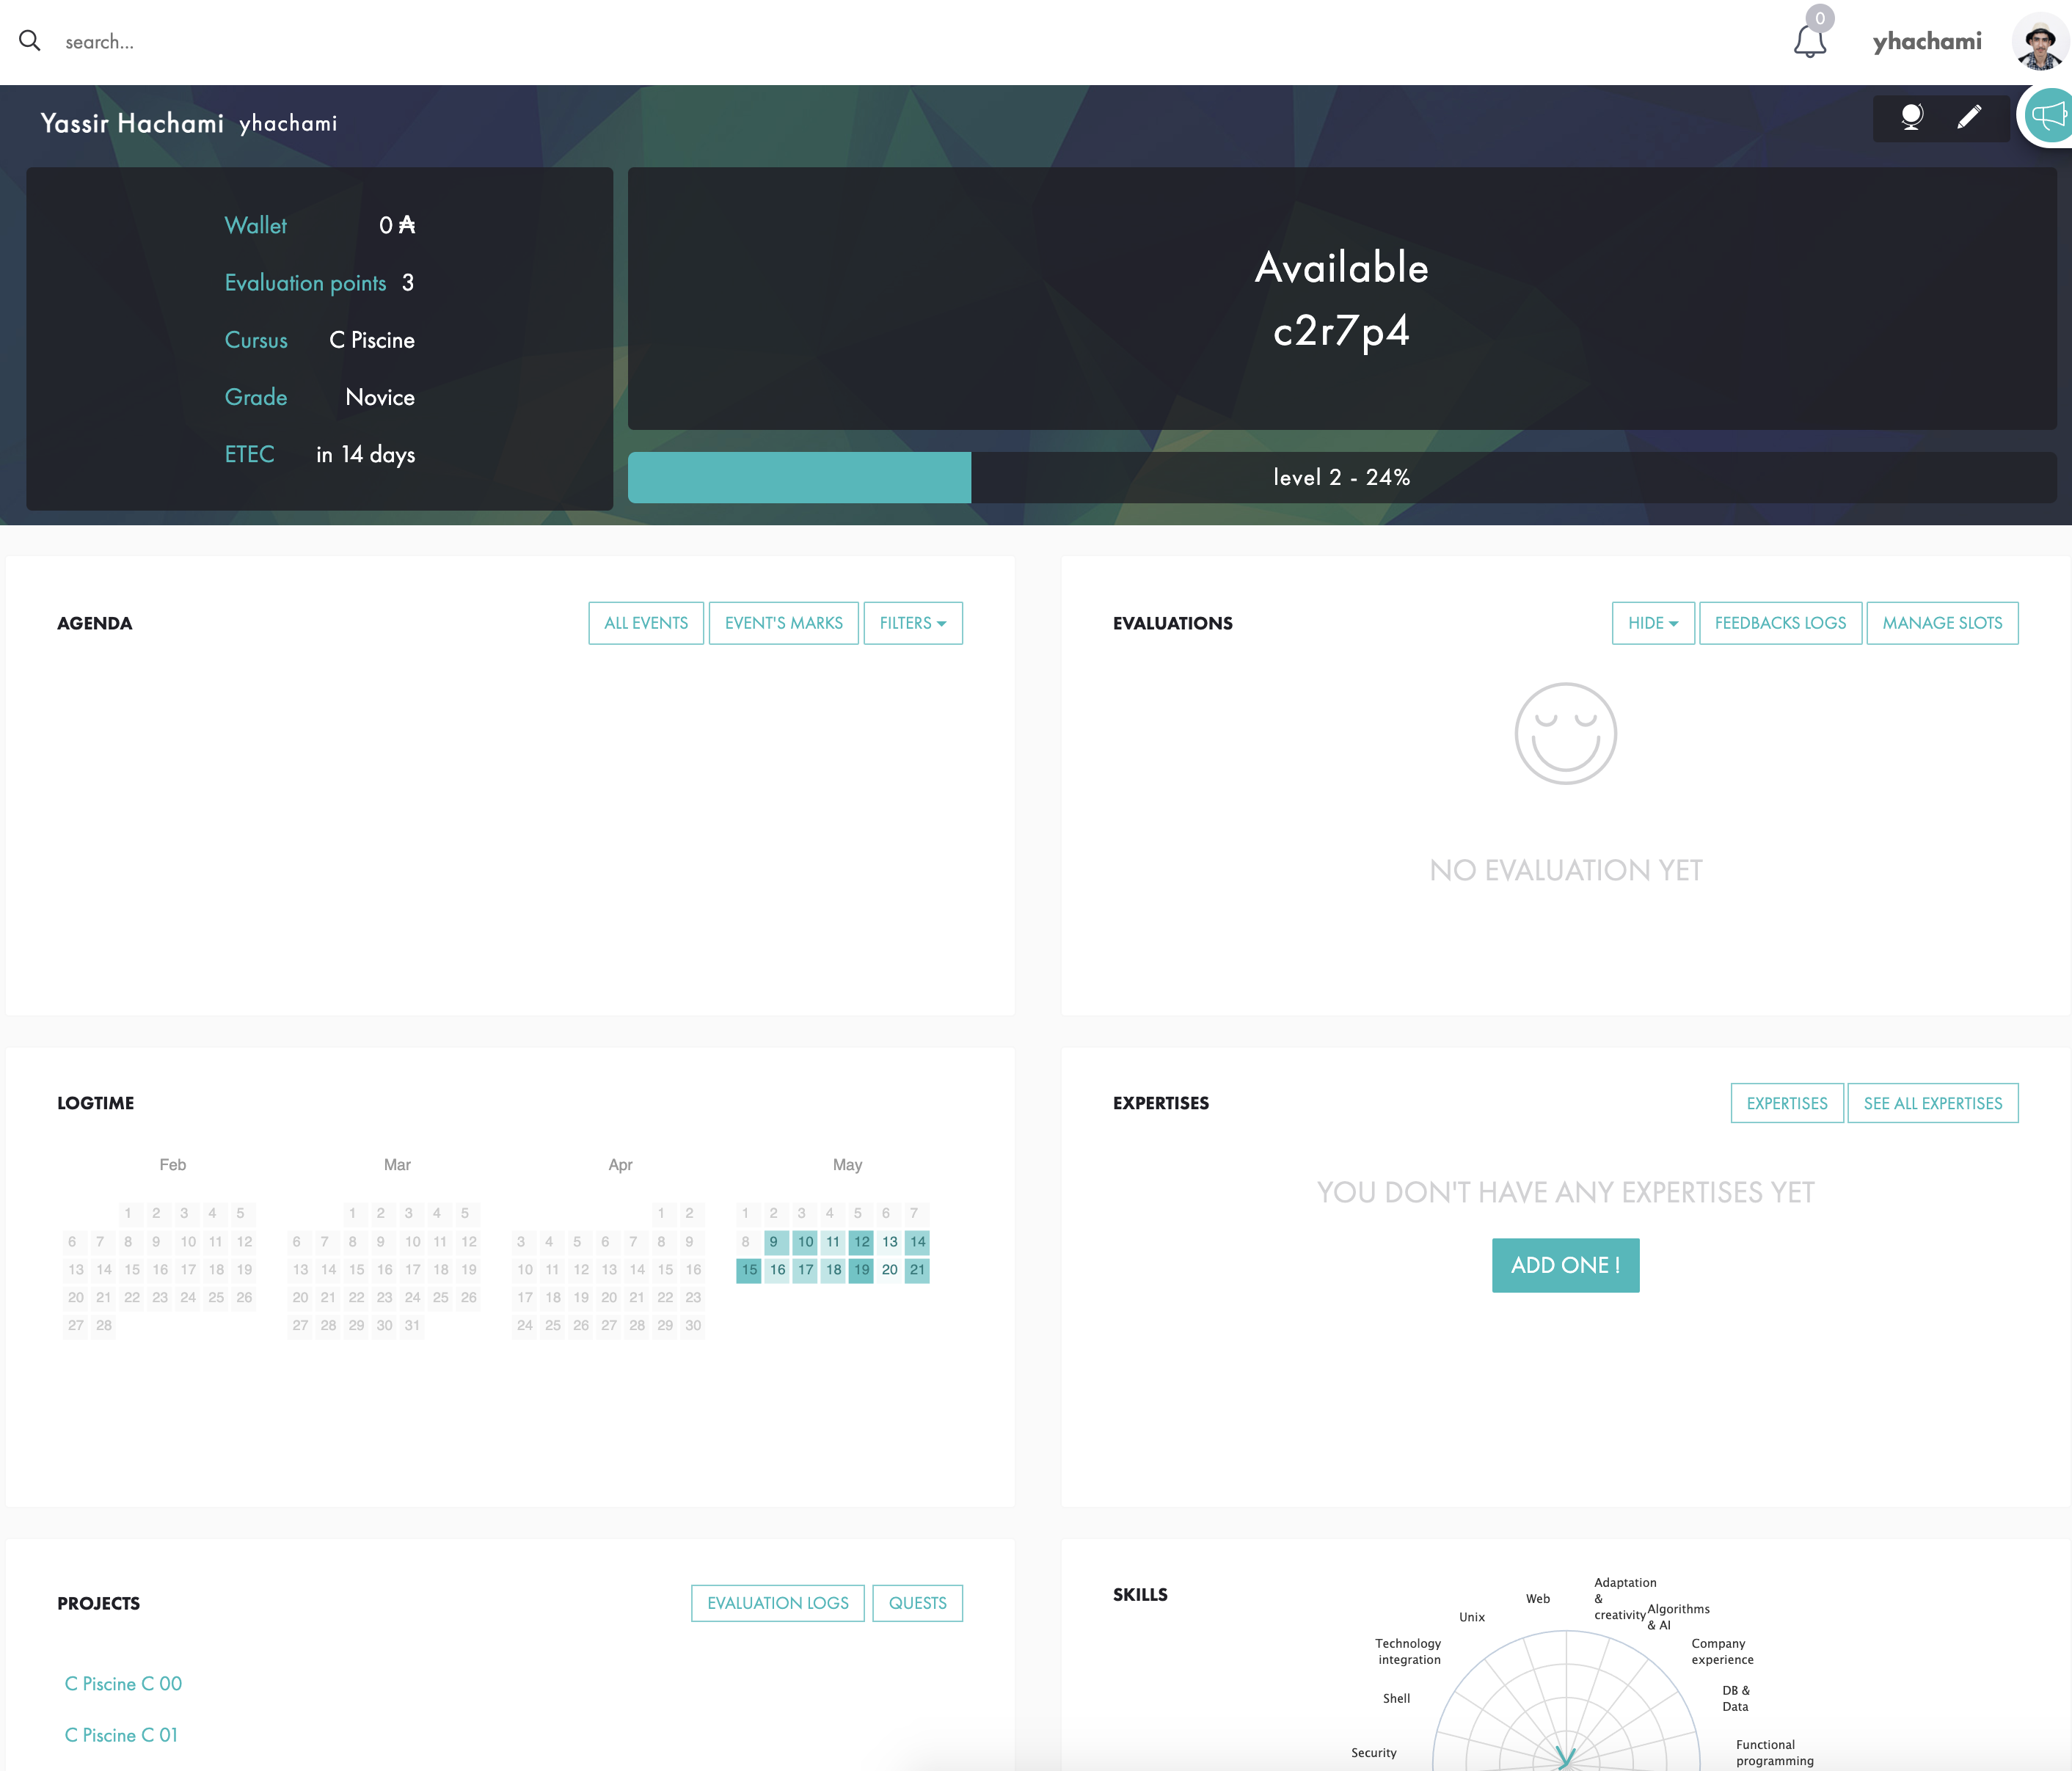 search...
0
yhachami
Yassir Hachami yhachami
Wallet 0 ₳
Evaluation points 3
Cursus C Piscine
Grade Novice
ETEC in 14 days
Available
c2r7p4
level 2 - 24%
AGENDA
ALL EVENTS EVENT'S MARKS FILTERS
EVALUATIONS
HIDE FEEDBACKS LOGS MANAGE SLOTS
NO EVALUATION YET
LOGTIME
Feb
1 2 3 4 5
6 7 8 9 10 11 12
13 14 15 16 17 18 19
20 21 22 23 24 25 26
27 28
Mar
1 2 3 4 5
6 7 8 9 10 11 12
13 14 15 16 17 18 19
20 21 22 23 24 25 26
27 28 29 30 31
Apr
1 2
3 4 5 6 7 8 9
10 11 12 13 14 15 16
17 18 19 20 21 22 23
24 25 26 27 28 29 30
May
1 2 3 4 5 6 7
8 9 10 11 12 13 14
15 16 17 18 19 20 21
EXPERTISES
EXPERTISES SEE ALL EXPERTISES
YOU DON'T HAVE ANY EXPERTISES YET
ADD ONE !
PROJECTS
EVALUATION LOGS QUESTS
C Piscine C 00
C Piscine C 01
SKILLS
Adaptation
&
creativity
Algorithms
& AI
Company
experience
DB &
Data
Functional
programming
Web
Unix
Technology
integration
Shell
Security